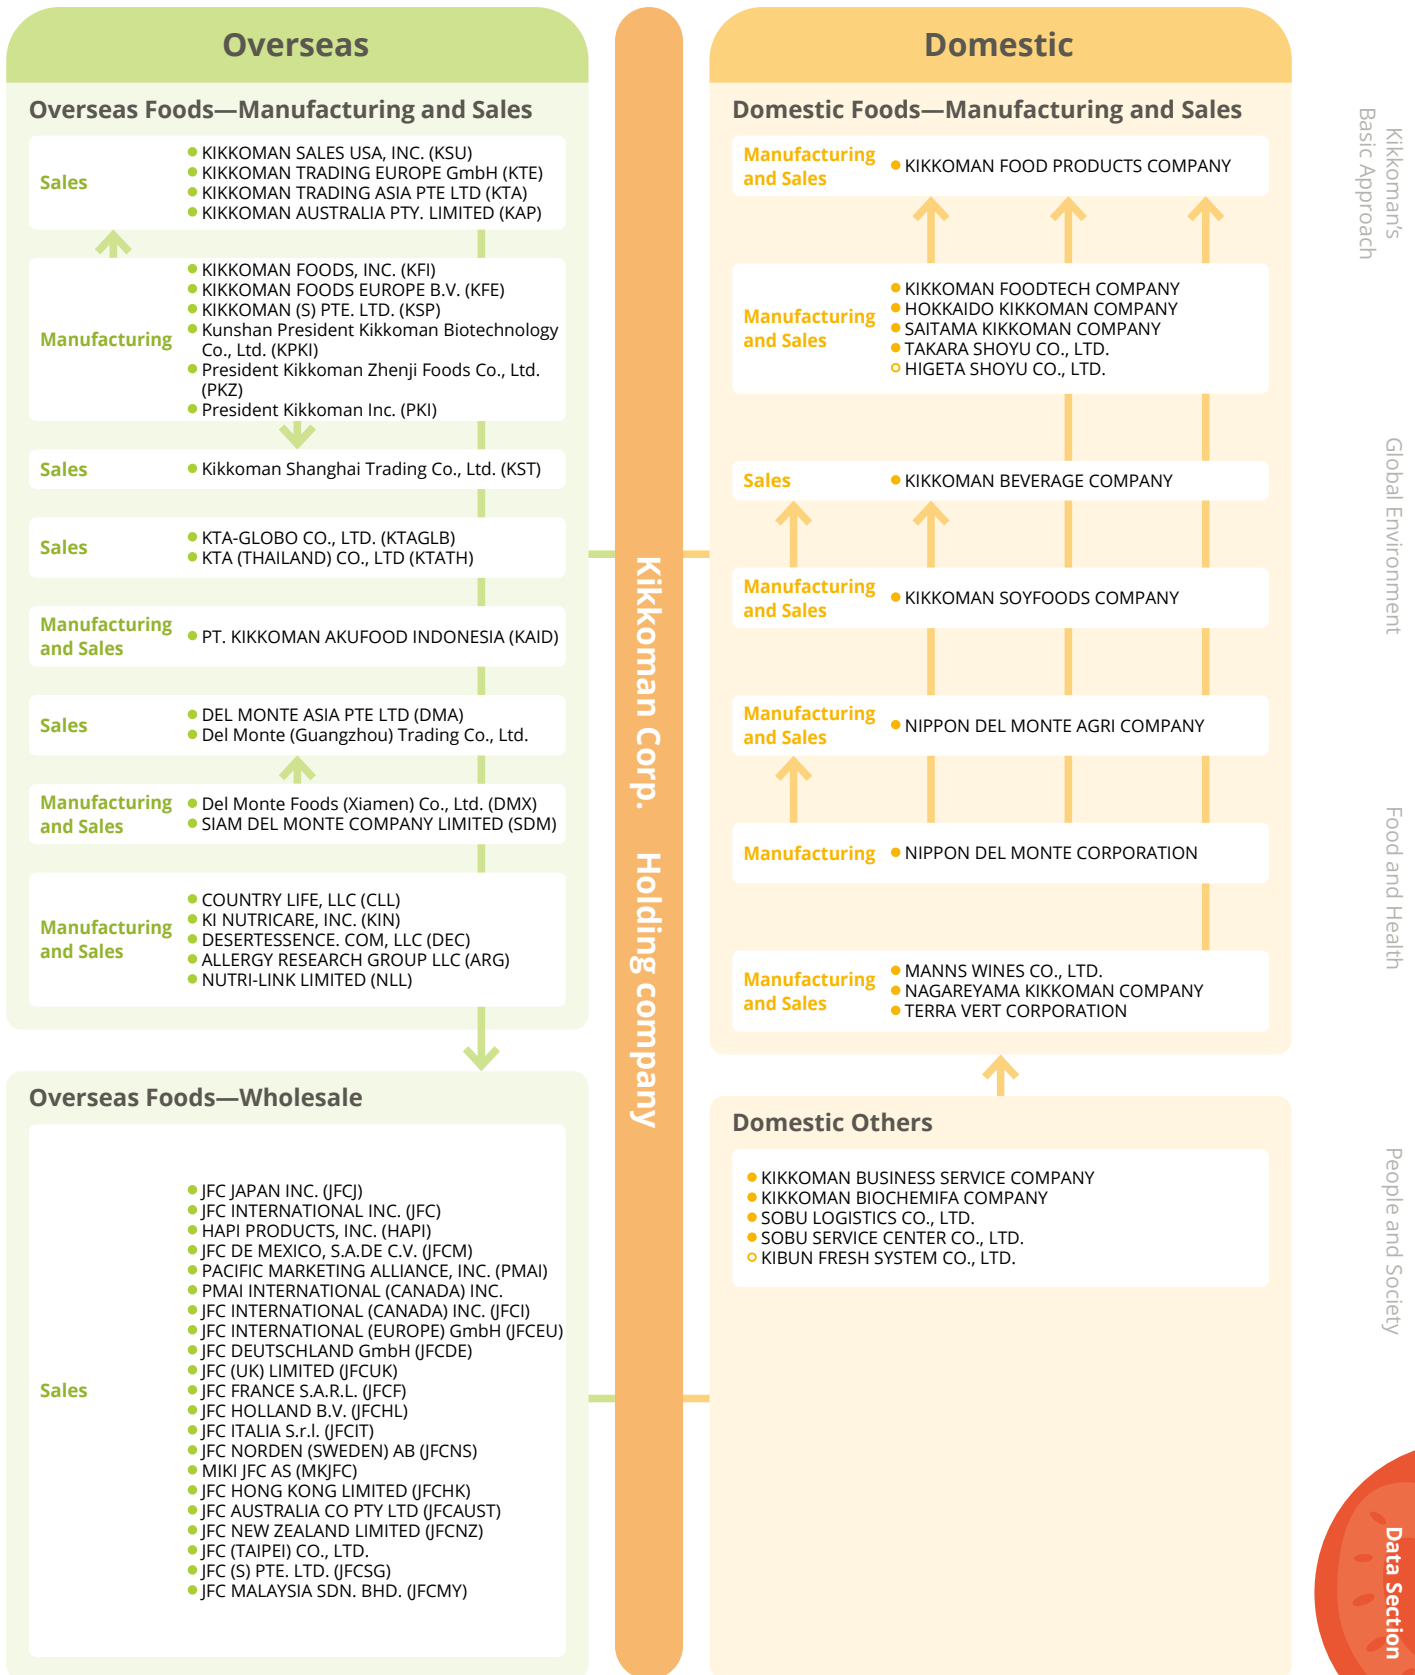 Overseas
Overseas Foods—Manufacturing and Sales
Sales
KIKKOMAN SALES USA, INC. (KSU)
KIKKOMAN TRADING EUROPE GmbH (KTE)
KIKKOMAN TRADING ASIA PTE LTD (KTA)
KIKKOMAN AUSTRALIA PTY. LIMITED (KAP)
Manufacturing
KIKKOMAN FOODS, INC. (KFI)
KIKKOMAN FOODS EUROPE B.V. (KFE)
KIKKOMAN (S) PTE. LTD. (KSP)
Kunshan President Kikkoman Biotechnology
Co., Ltd. (KPKI)
President Kikkoman Zhenji Foods Co., Ltd.
(PKZ)
President Kikkoman Inc. (PKI)
Sales
Kikkoman Shanghai Trading Co., Ltd. (KST)
Sales
KTA-GLOBO CO., LTD. (KTAGLB)
KTA (THAILAND) CO., LTD (KTATH)
Manufacturing
and Sales
PT. KIKKOMAN AKUFOOD INDONESIA (KAID)
Sales
DEL MONTE ASIA PTE LTD (DMA)
Del Monte (Guangzhou) Trading Co., Ltd.
Manufacturing
and Sales
Del Monte Foods (Xiamen) Co., Ltd. (DMX)
SIAM DEL MONTE COMPANY LIMITED (SDM)
Manufacturing
and Sales
COUNTRY LIFE, LLC (CLL)
KI NUTRICARE, INC. (KIN)
DESERTESSENCE. COM, LLC (DEC)
ALLERGY RESEARCH GROUP LLC (ARG)
NUTRI-LINK LIMITED (NLL)
Overseas Foods—Wholesale
Sales
JFC JAPAN INC. (JFCJ)
JFC INTERNATIONAL INC. (JFC)
HAPI PRODUCTS, INC. (HAPI)
JFC DE MEXICO, S.A.DE C.V. (JFCM)
PACIFIC MARKETING ALLIANCE, INC. (PMAI)
PMAI INTERNATIONAL (CANADA) INC.
JFC INTERNATIONAL (CANADA) INC. (JFCI)
JFC INTERNATIONAL (EUROPE) GmbH (JFCEU)
JFC DEUTSCHLAND GmbH (JFCDE)
JFC (UK) LIMITED (JFCUK)
JFC FRANCE S.A.R.L. (JFCF)
JFC HOLLAND B.V. (JFCHL)
JFC ITALIA S.r.l. (JFCIT)
JFC NORDEN (SWEDEN) AB (JFCNS)
MIKI JFC AS (MKJFC)
JFC HONG KONG LIMITED (JFCHK)
JFC AUSTRALIA CO PTY LTD (JFCAUST)
JFC NEW ZEALAND LIMITED (JFCNZ)
JFC (TAIPEI) CO., LTD.
JFC (S) PTE. LTD. (JFCSG)
JFC MALAYSIA SDN. BHD. (JFCMY)
Kikkoman Corp. Holding company
Domestic
Domestic Foods—Manufacturing and Sales
Manufacturing
and Sales
KIKKOMAN FOOD PRODUCTS COMPANY
Manufacturing
and Sales
KIKKOMAN FOODTECH COMPANY
HOKKAIDO KIKKOMAN COMPANY
SAITAMA KIKKOMAN COMPANY
TAKARA SHOYU CO., LTD.
HIGETA SHOYU CO., LTD.
Sales
KIKKOMAN BEVERAGE COMPANY
Manufacturing
and Sales
KIKKOMAN SOYFOODS COMPANY
Manufacturing
and Sales
NIPPON DEL MONTE AGRI COMPANY
Manufacturing
NIPPON DEL MONTE CORPORATION
Manufacturing
and Sales
MANNS WINES CO., LTD.
NAGAREYAMA KIKKOMAN COMPANY
TERRA VERT CORPORATION
Domestic Others
KIKKOMAN BUSINESS SERVICE COMPANY
KIKKOMAN BIOCHEMIFA COMPANY
SOBU LOGISTICS CO., LTD.
SOBU SERVICE CENTER CO., LTD.
KIBUN FRESH SYSTEM CO., LTD.
Kikkoman's
Basic Approach
Global Environment
Food and Health
People and Society
Data Section